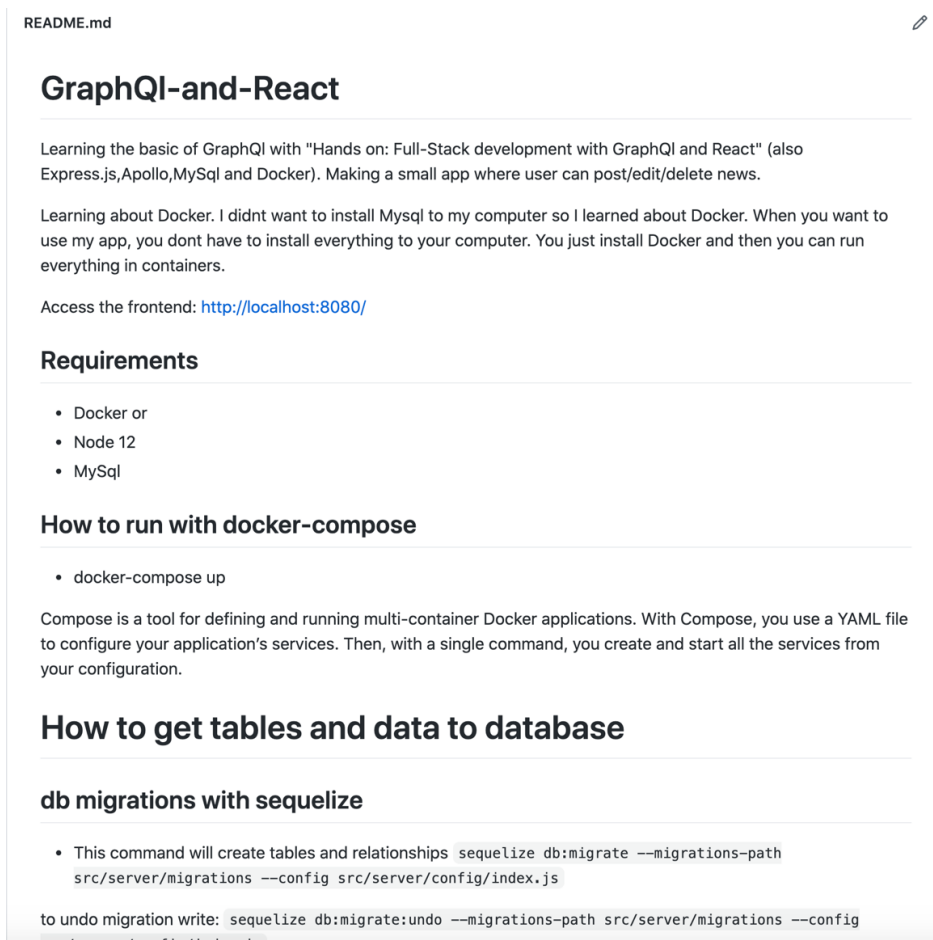 README.md
GraphQl-and-React
Learning the basic of GraphQl with "Hands on: Full-Stack development with GraphQl and React" (also
Express.js,Apollo,MySql and Docker). Making a small app where user can post/edit/delete news.
Learning about Docker. I didnt want to install Mysql to my computer so I learned about Docker. When you want to
use my app, you dont have to install everything to your computer. You just install Docker and then you can run
everything in containers.
Access the frontend: http://localhost:8080/
Requirements
• Docker or
• Node 12
• MySql
How to run with docker-compose
• docker-compose up
Compose is a tool for defining and running multi-container Docker applications. With Compose, you use a YAML file
to configure your application’s services. Then, with a single command, you create and start all the services from
your configuration.
How to get tables and data to database
db migrations with sequelize
• This command will create tables and relationships sequelize db:migrate --migrations-path
src/server/migrations --config src/server/config/index.js
to undo migration write: sequelize db:migrate:undo --migrations-path src/server/migrations --config